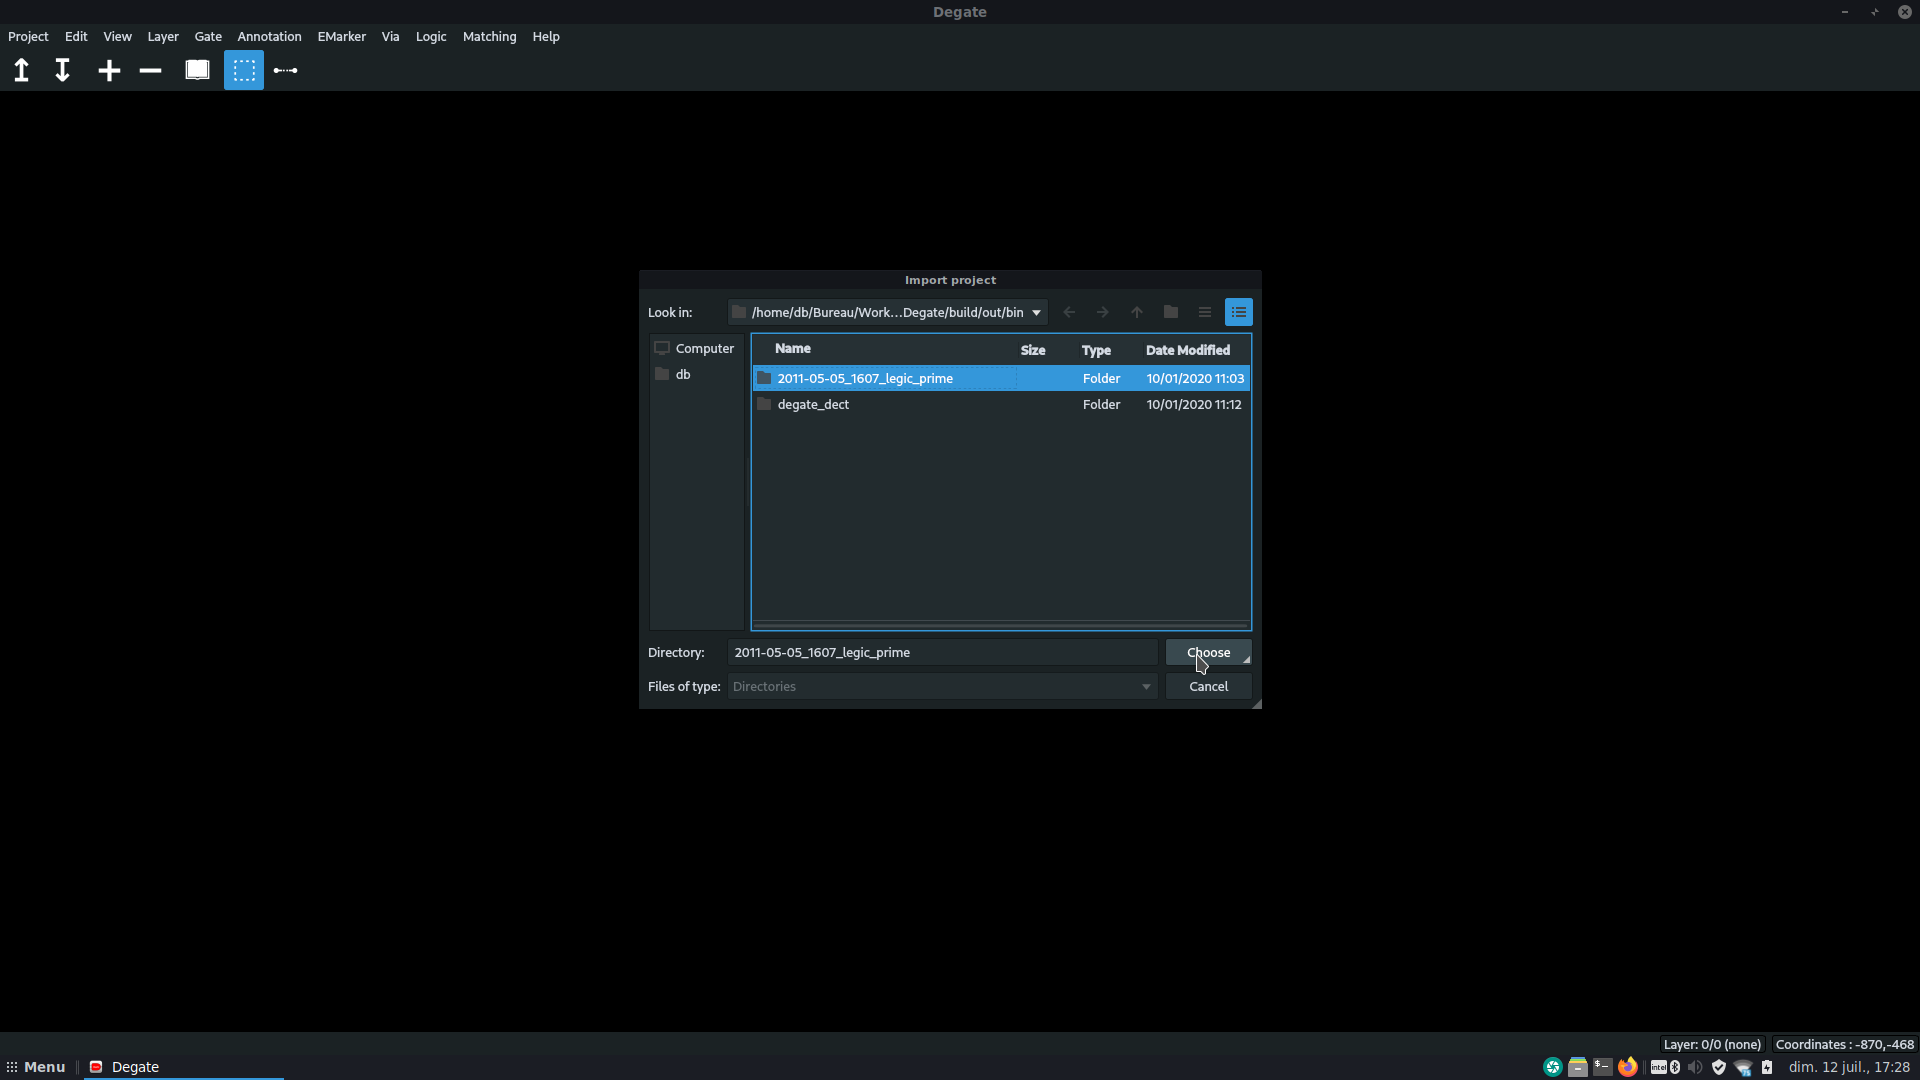 Degate
Project Edit View Layer Gate Annotation EMarker Via Logic Matching Help
Import project
Look in: /home/db/Bureau/Work...Degate/build/out/bin
Computer
db
Name Size Type Date Modified
2011-05-05_1607_legic_prime Folder 10/01/2020 11:03
degate_dect Folder 10/01/2020 11:12
Directory: 2011-05-05_1607_legic_prime Choose
Files of type: Directories Cancel
Layer: 0/0 (none) Coordinates : -870,-468
Menu Degate intel dim. 12 juil., 17:28